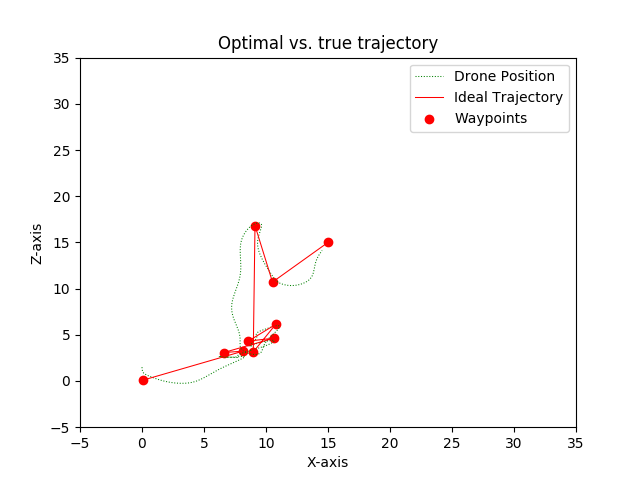 Optimal vs. true trajectory
Drone Position
Ideal Trajectory
Waypoints
Z-axis
35
30
25
20
15
10
5
0
−5
−5 0 5 10 15 20 25 30 35
X-axis